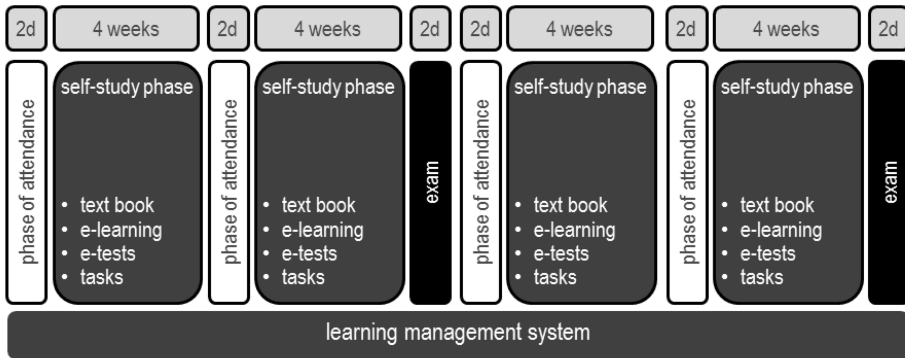 2d 4 weeks 2d 4 weeks 2d 2d 4 weeks 2d 4 weeks 2d
phase of attendance
self-study phase
• text book
• e-learning
• e-tests
• tasks
phase of attendance
self-study phase
• text book
• e-learning
• e-tests
• tasks
exam
phase of attendance
self-study phase
• text book
• e-learning
• e-tests
• tasks
phase of attendance
self-study phase
• text book
• e-learning
• e-tests
• tasks
exam
learning management system